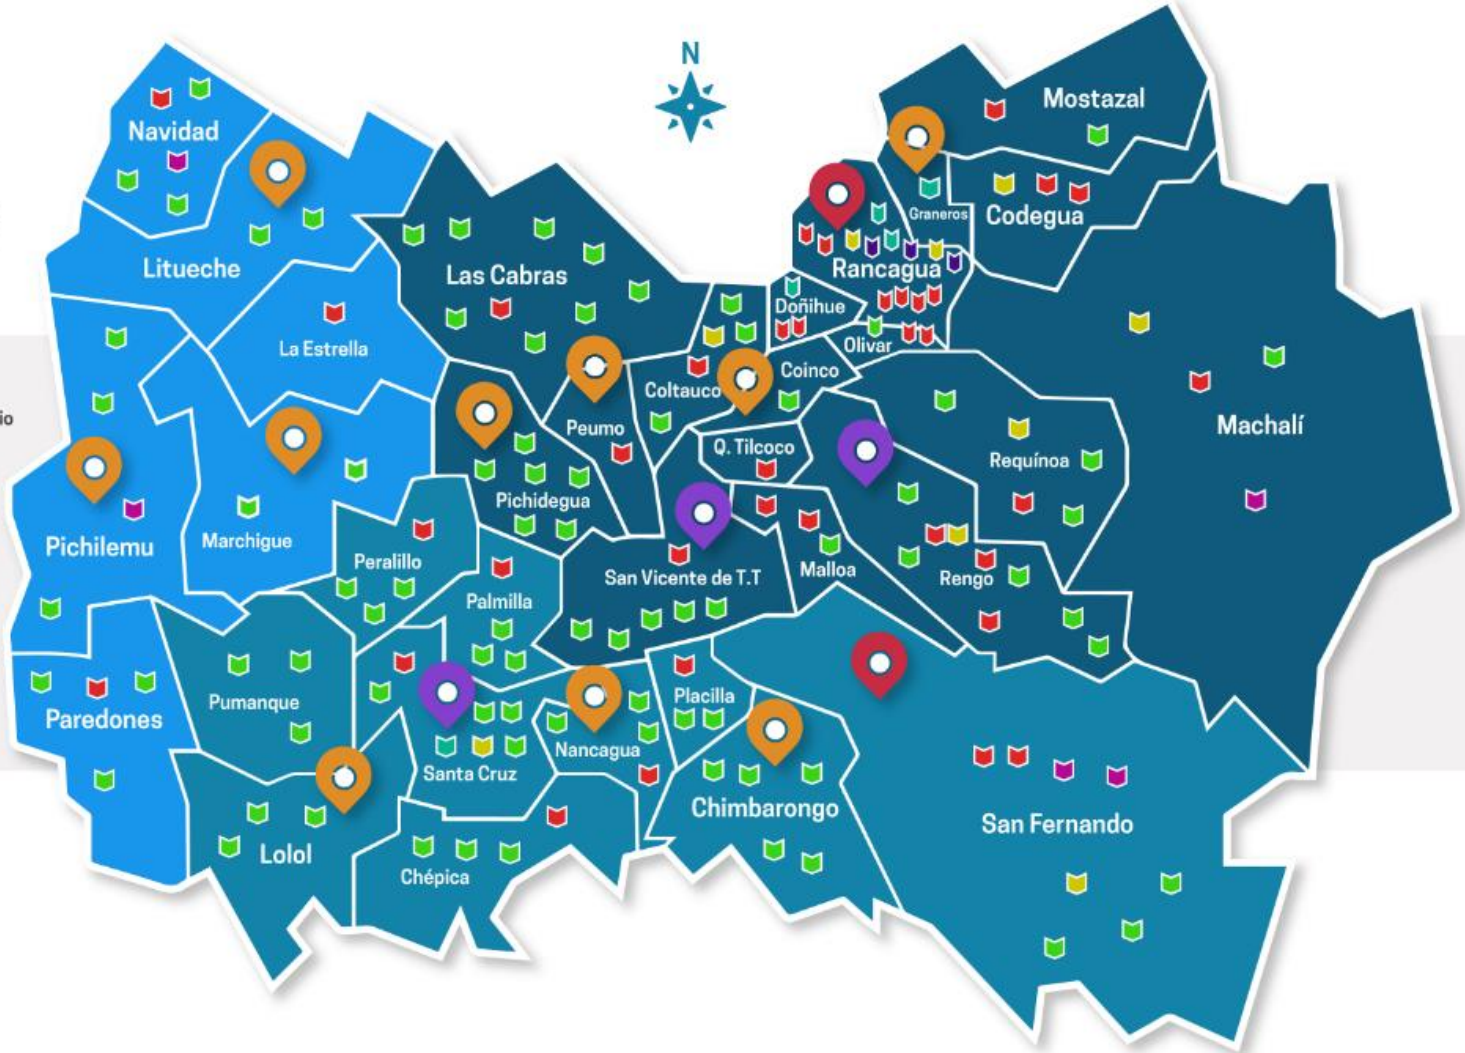 N
Mostazal
Navidad
Graneros
Codegua
Litueche
Las Cabras
Rancagua
Doñihue
La Estrella
Olivar
Coltauco
Coinco
io
Peumo
Q. Tilcoco
Machalí
Requínoa
Pichidegua
Pichilemu
Marchigue
Peralillo
San Vicente de T.T
Malloa
Rengo
Palmilla
Paredones
Pumanque
Placilla
Nancagua
Santa Cruz
Chimbarongo
San Fernando
Lolol
Chépica